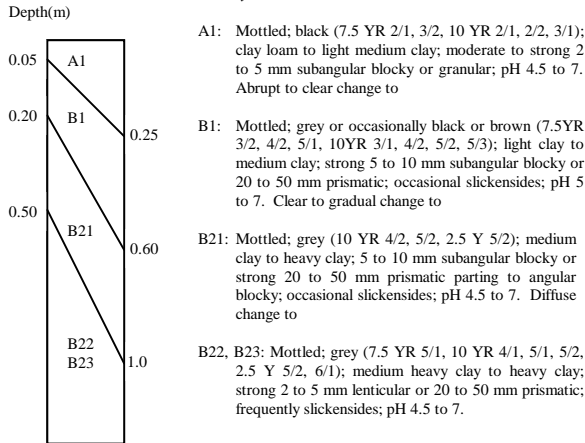 Depth(m)
0.05
0.20
0.50
A1
B1
B21
B22
B23
0.25
0.60
1.0
A1: Mottled; black (7.5 YR 2/1, 3/2, 10 YR 2/1, 2/2, 3/1);
clay loam to light medium clay; moderate to strong 2
to 5 mm subangular blocky or granular; pH 4.5 to 7.
Abrupt to clear change to
B1: Mottled; grey or occasionally black or brown (7.5YR
3/2, 4/2, 5/1, 10YR 3/1, 4/2, 5/2, 5/3); light clay to
medium clay; strong 5 to 10 mm subangular blocky or
20 to 50 mm prismatic; occasional slickensides; pH 5
to 7. Clear to gradual change to
B21: Mottled; grey (10 YR 4/2, 5/2, 2.5 Y 5/2); medium
clay to heavy clay; 5 to 10 mm subangular blocky or
strong 20 to 50 mm prismatic parting to angular
blocky; occasional slickensides; pH 4.5 to 7. Diffuse
change to
B22, B23: Mottled; grey (7.5 YR 5/1, 10 YR 4/1, 5/1, 5/2,
2.5 Y 5/2, 6/1); medium heavy clay to heavy clay;
strong 2 to 5 mm lenticular or 20 to 50 mm prismatic;
frequently slickensides; pH 4.5 to 7.